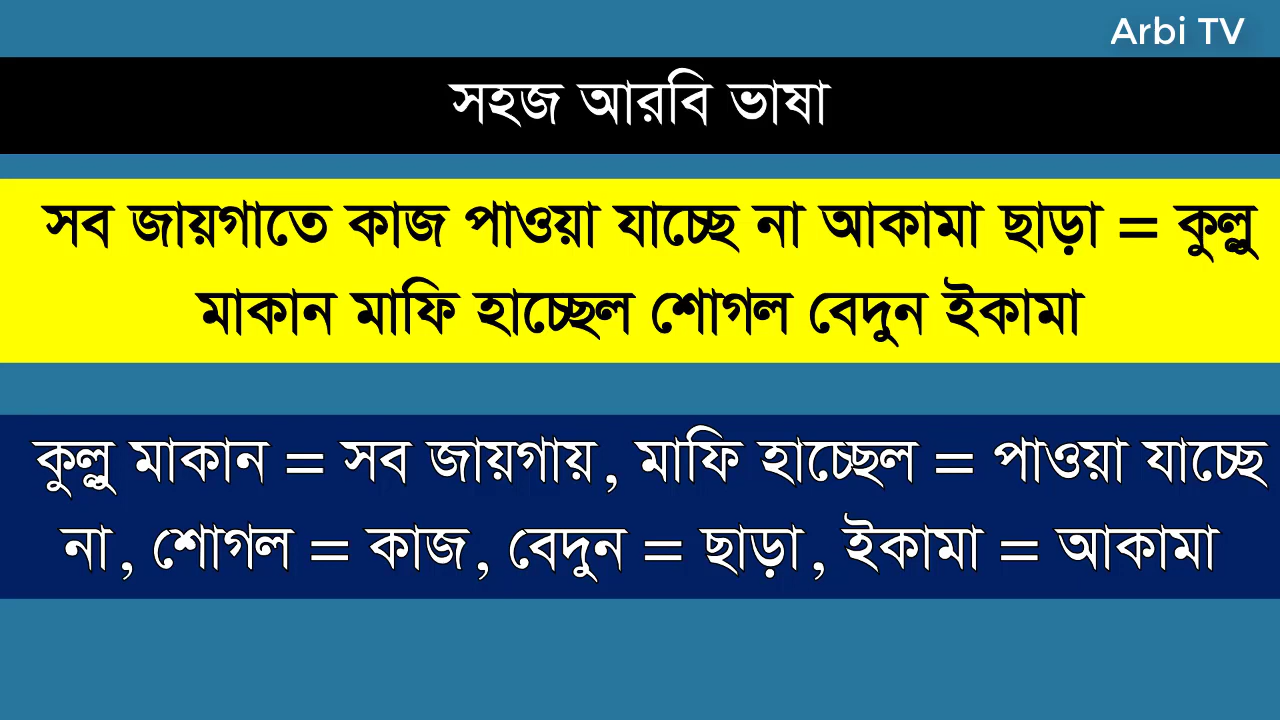 Arbi TV
সহজ আরবি ভাষা
সব জায়গাতে কাজ পাওয়া যাচ্ছে না আকামা ছাড়া = কুল্লু
মাকান মাফি হাচ্ছেল শোগল বেদুন ইকামা
কুল্লু মাকান = সব জায়গায়, মাফি হাচ্ছেল = পাওয়া যাচ্ছে
না, শোগল = কাজ, বেদুন = ছাড়া, ইকামা = আকামা